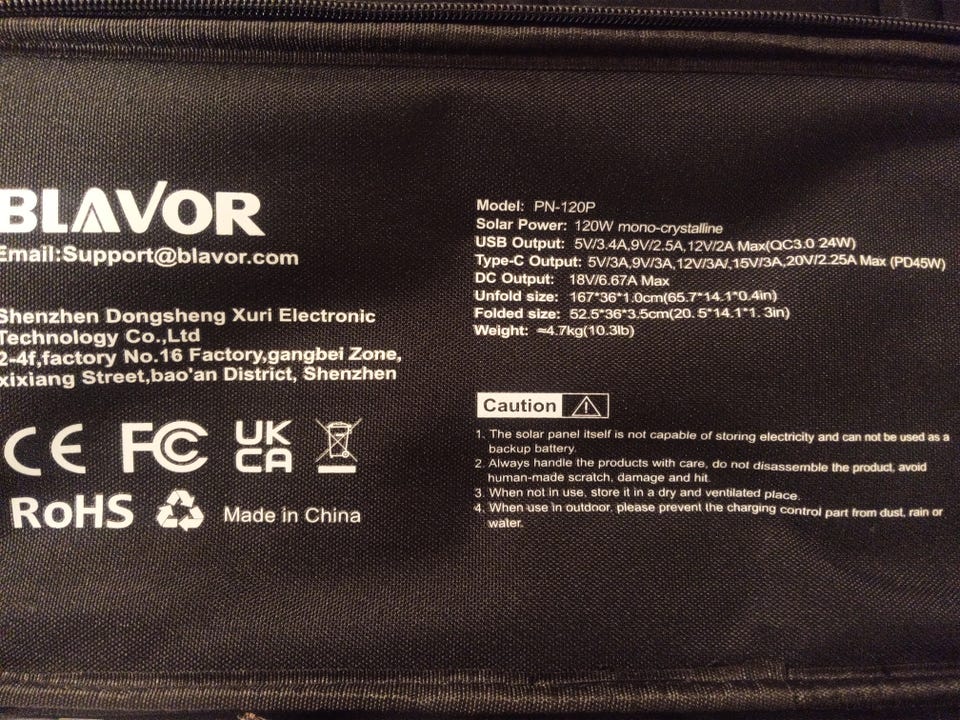 BLAVOR
Email:Support@blavor.com
Shenzhen Dongsheng Xuri Electronic
Technology Co.,Ltd
2-4f,factory No.16 Factory,gangbei Zone,
xixiang Street,bao'an District, Shenzhen
CE FC UK CA
RoHS Made in China
Model: PN-120P
Solar Power: 120W mono-crystalline
USB Output: 5V/3.4A,9V/2.5A,12V/2A Max(QC3.0 24W)
Type-C Output: 5V/3A,9V/3A,12V/3A/,15V/3A,20V/2.25A Max (PD45W)
DC Output: 18V/6.67A Max
Unfold size: 167*36*1.0cm(65.7*14.1*0.4in)
Folded size: 52.5*36*3.5cm(20. 5*14.1*1. 3in)
Weight: ≈4.7kg(10.3lb)
Caution
1. The solar panel itself is not capable of storing electricity and can not be used as a
backup battery.
2. Always handle the products with care, do not disassemble the product, avoid
human-made scratch, damage and hit.
3. When not in use, store it in a dry and ventilated place.
4. When use in outdoor, please prevent the charging control part from dust, rain or
water.